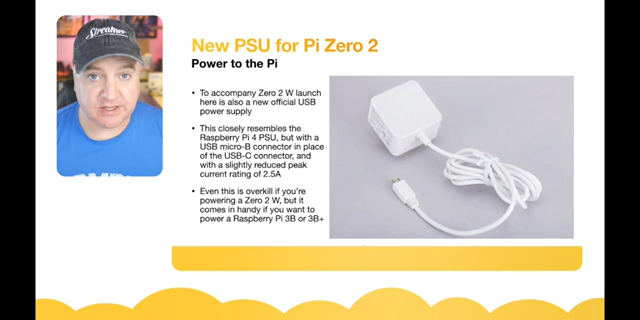 Streamer
New PSU for Pi Zero 2
Power to the Pi
• To accompany Zero 2 W launch
here is also a new official USB
power supply
• This closely resembles the
Raspberry Pi 4 PSU, but with a
USB micro-B connector in place
of the USB-C connector, and
with a slightly reduced peak
current rating of 2.5A
• Even this is overkill if you're
powering a Zero 2 W, but it
comes in handy if you want to
power a Raspberry Pi 3B or 3B+